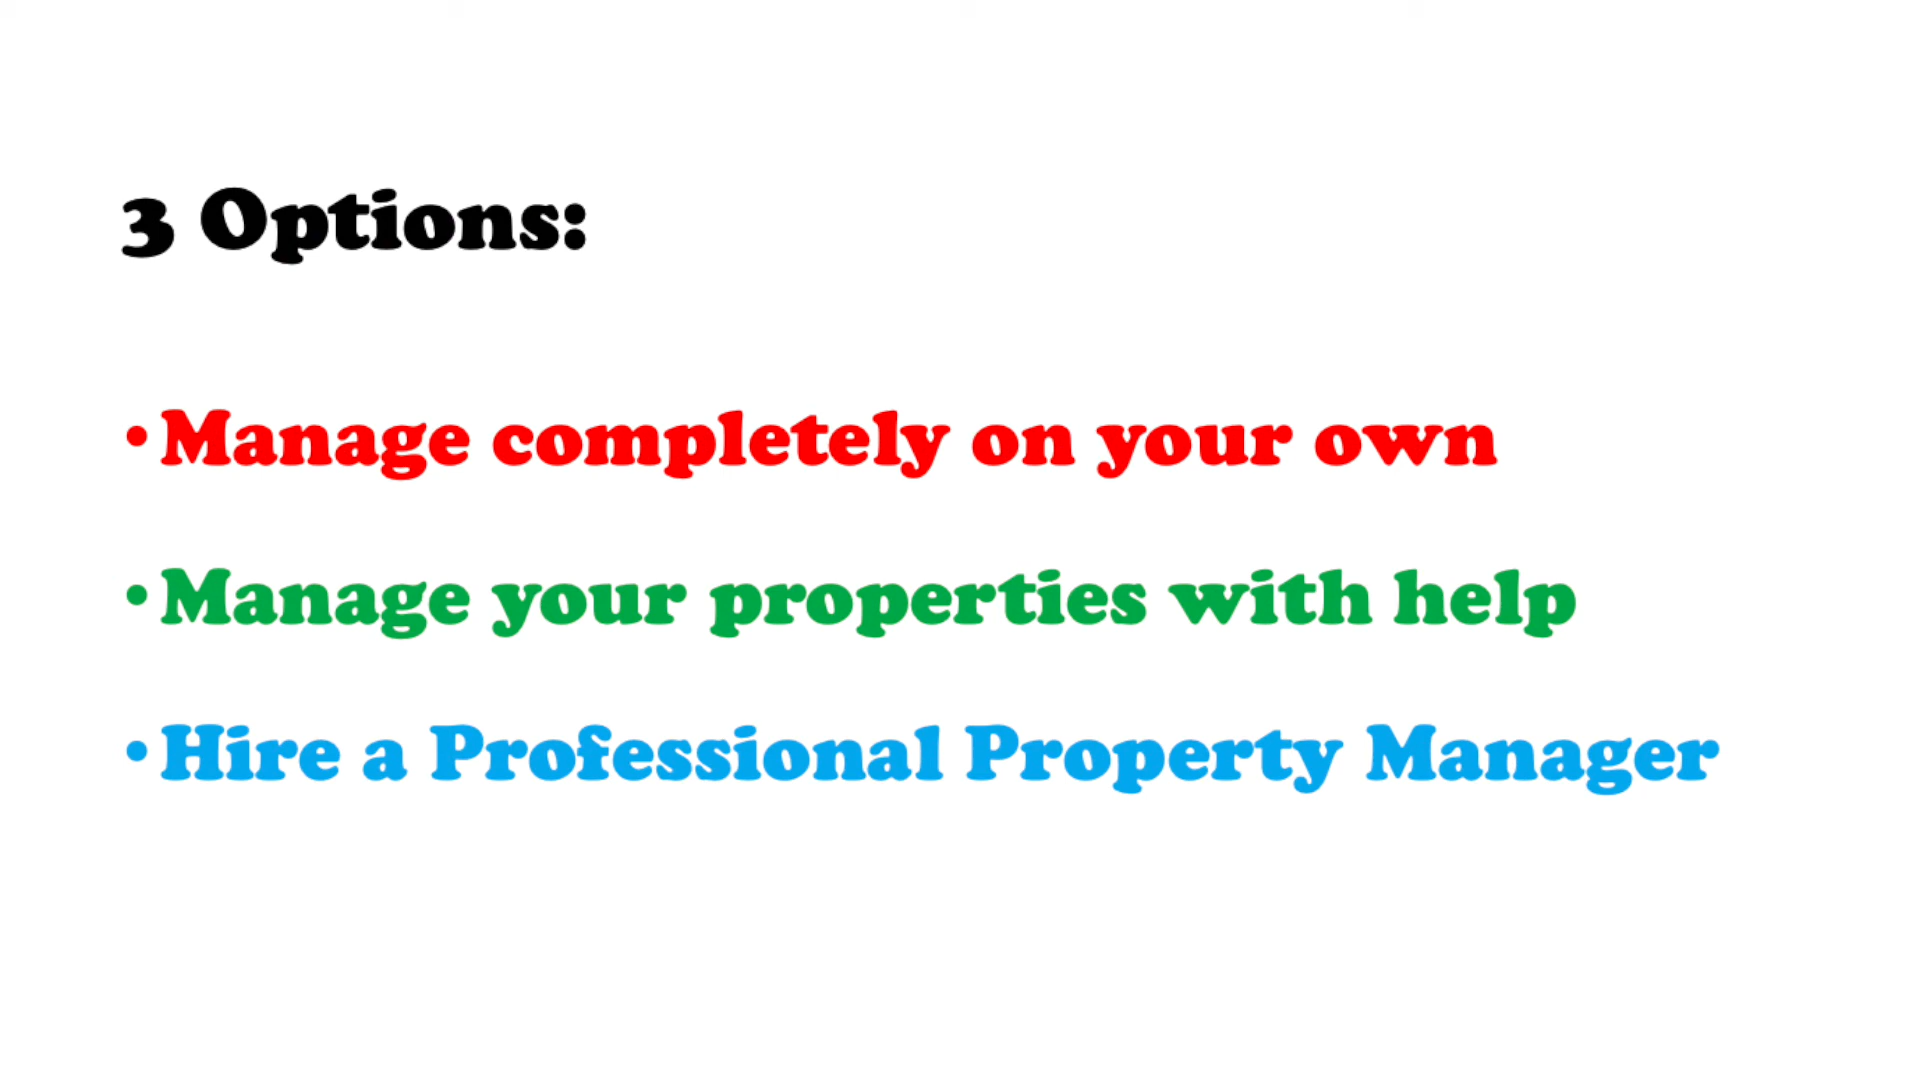 3 Options:
•Manage completely on your own
•Manage your properties with help
•Hire a Professional Property Manager